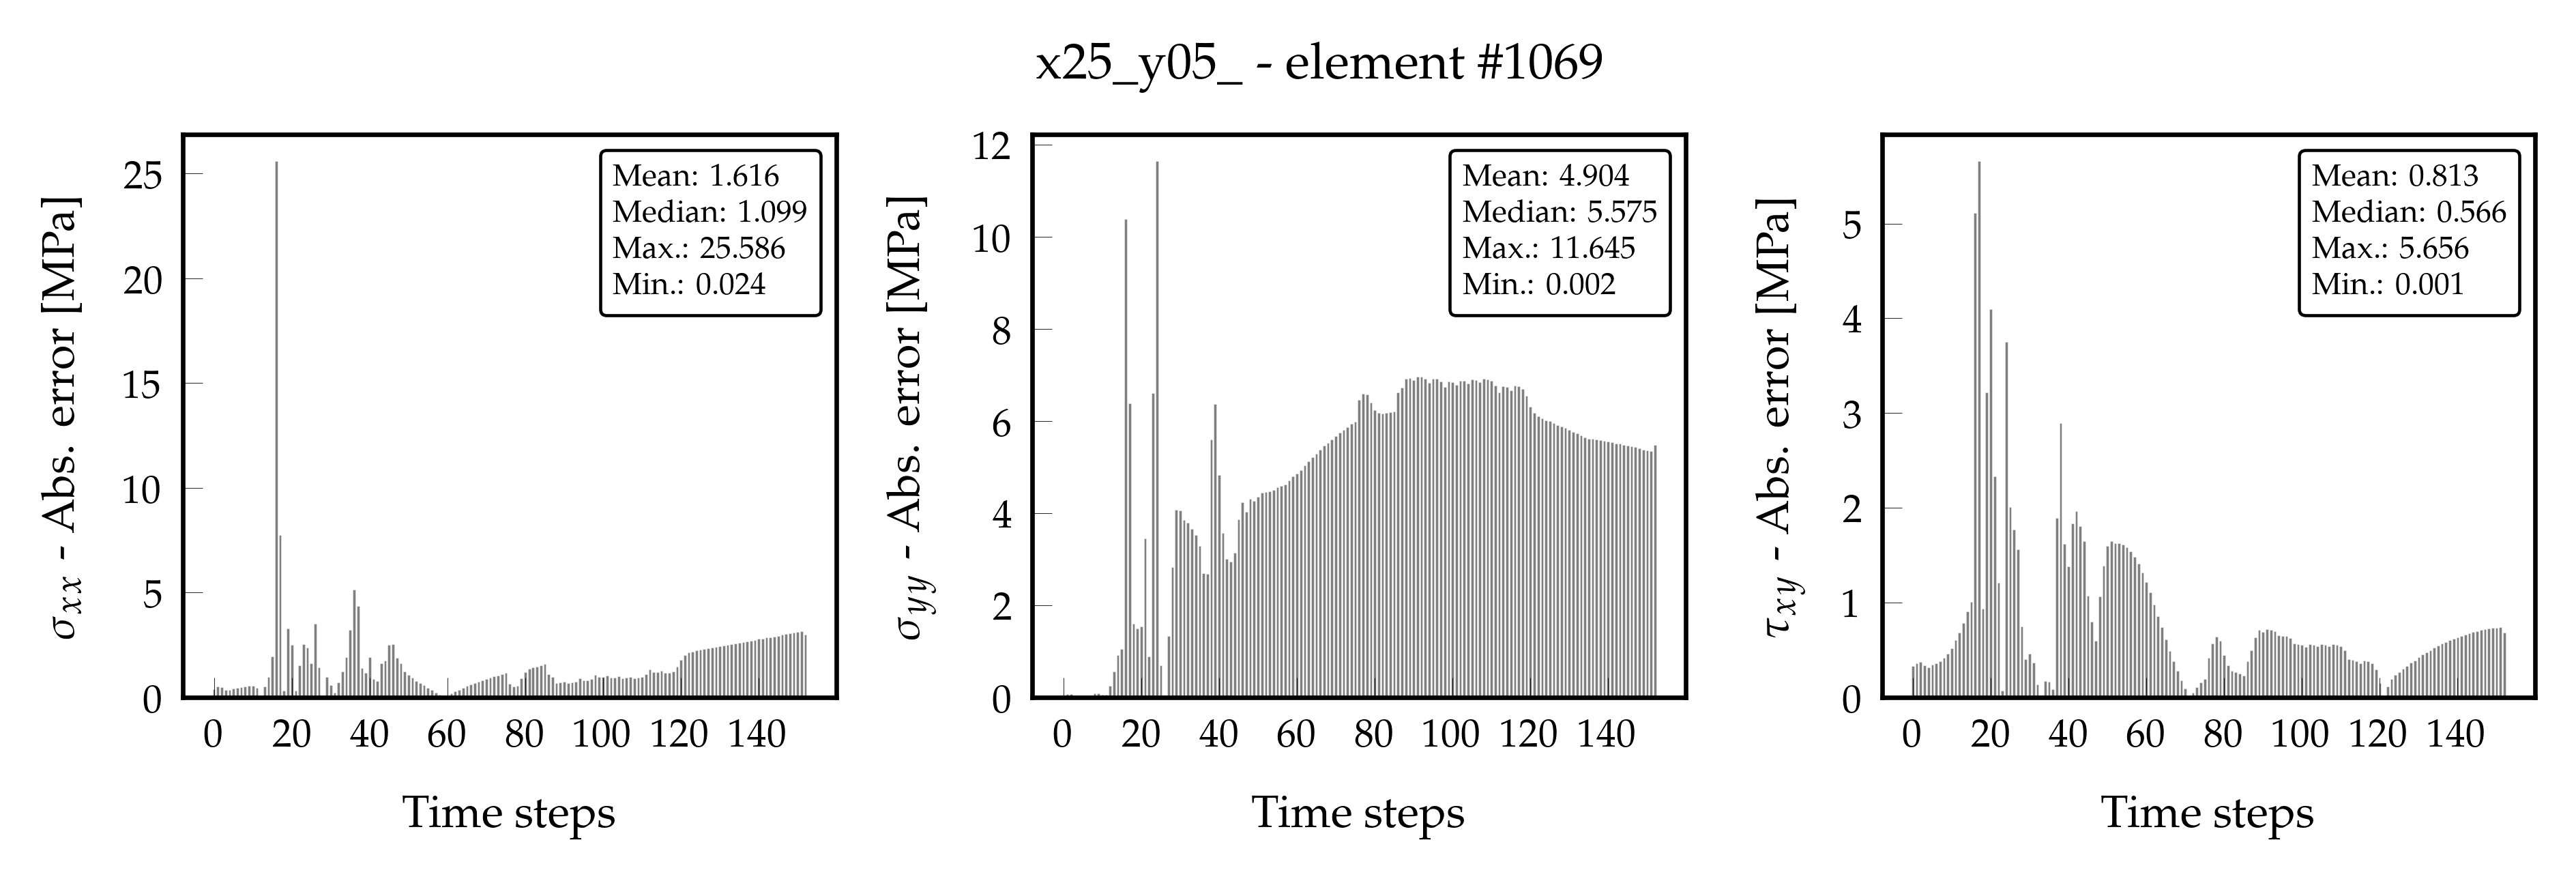 x25_y05_ - element #1069
σxx - Abs. error [MPa]
25
20
15
10
5
0
Mean: 1.616
Median: 1.099
Max.: 25.586
Min.: 0.024
0 20 40 60 80 100 120 140
Time steps
σyy - Abs. error [MPa]
12
10
8
6
4
2
0
Mean: 4.904
Median: 5.575
Max.: 11.645
Min.: 0.002
0 20 40 60 80 100 120 140
Time steps
τxy - Abs. error [MPa]
5
4
3
2
1
0
Mean: 0.813
Median: 0.566
Max.: 5.656
Min.: 0.001
0 20 40 60 80 100 120 140
Time steps